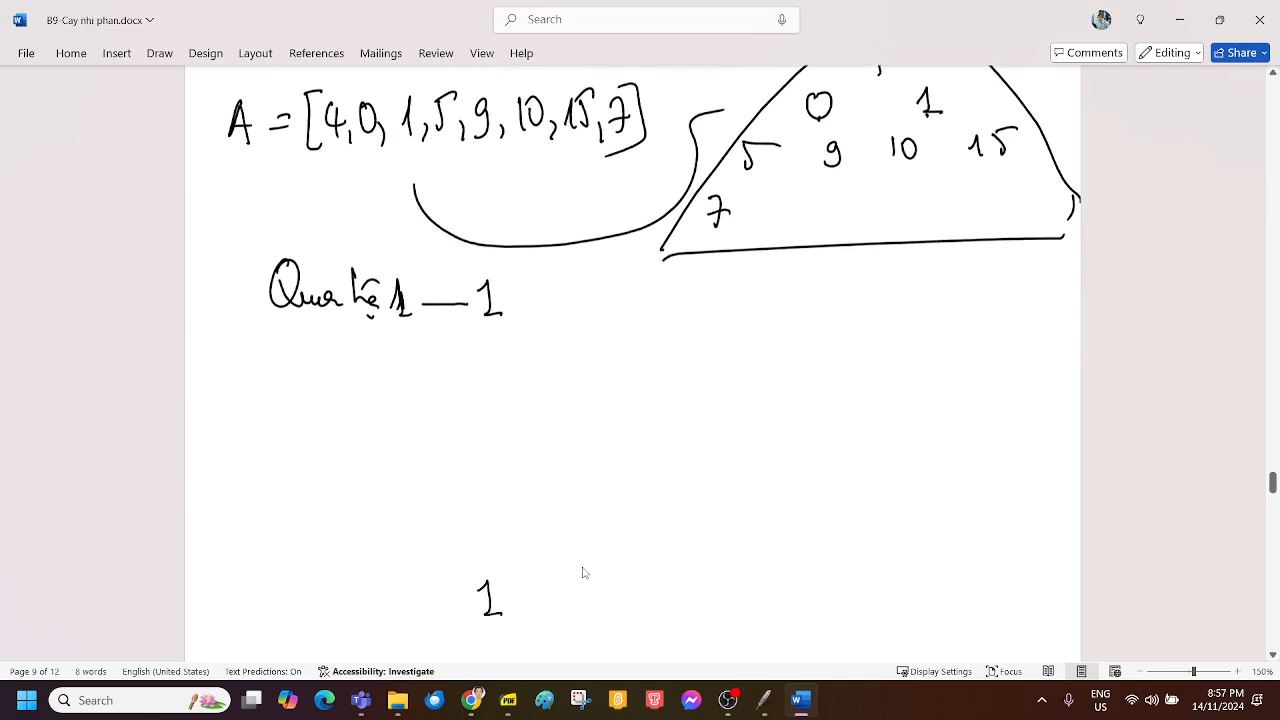 B9-Cay nhi phan.docx
Search
File Home Insert Draw Design Layout References Mailings Review View Help
Comments Editing Share
A = [4, 0, 1, 5, 9, 10, 15, 7]
0 1
5 9 10 15
7
Qua hệ 1 — 1
1
Page 9 of 12 8 words English (United States) Text Predictions: On Accessibility: Investigate Display Settings Focus 150%
Search
PDF
ENG
US
8:57 PM
14/11/2024